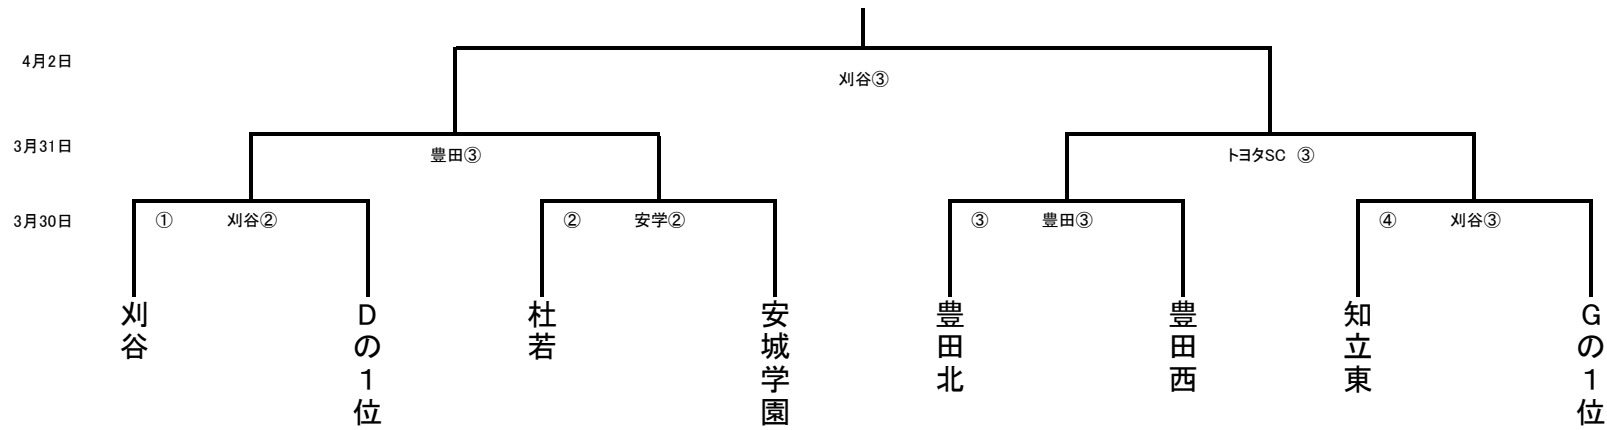 4月2日
刈谷③
3月31日
豊田③
トヨタSC ③
3月30日
① 刈谷②
② 安学②
③ 豊田③
④ 刈谷③
刈谷
Dの1位
杜若
安城学園
豊田北
豊田西
知立東
Gの1位